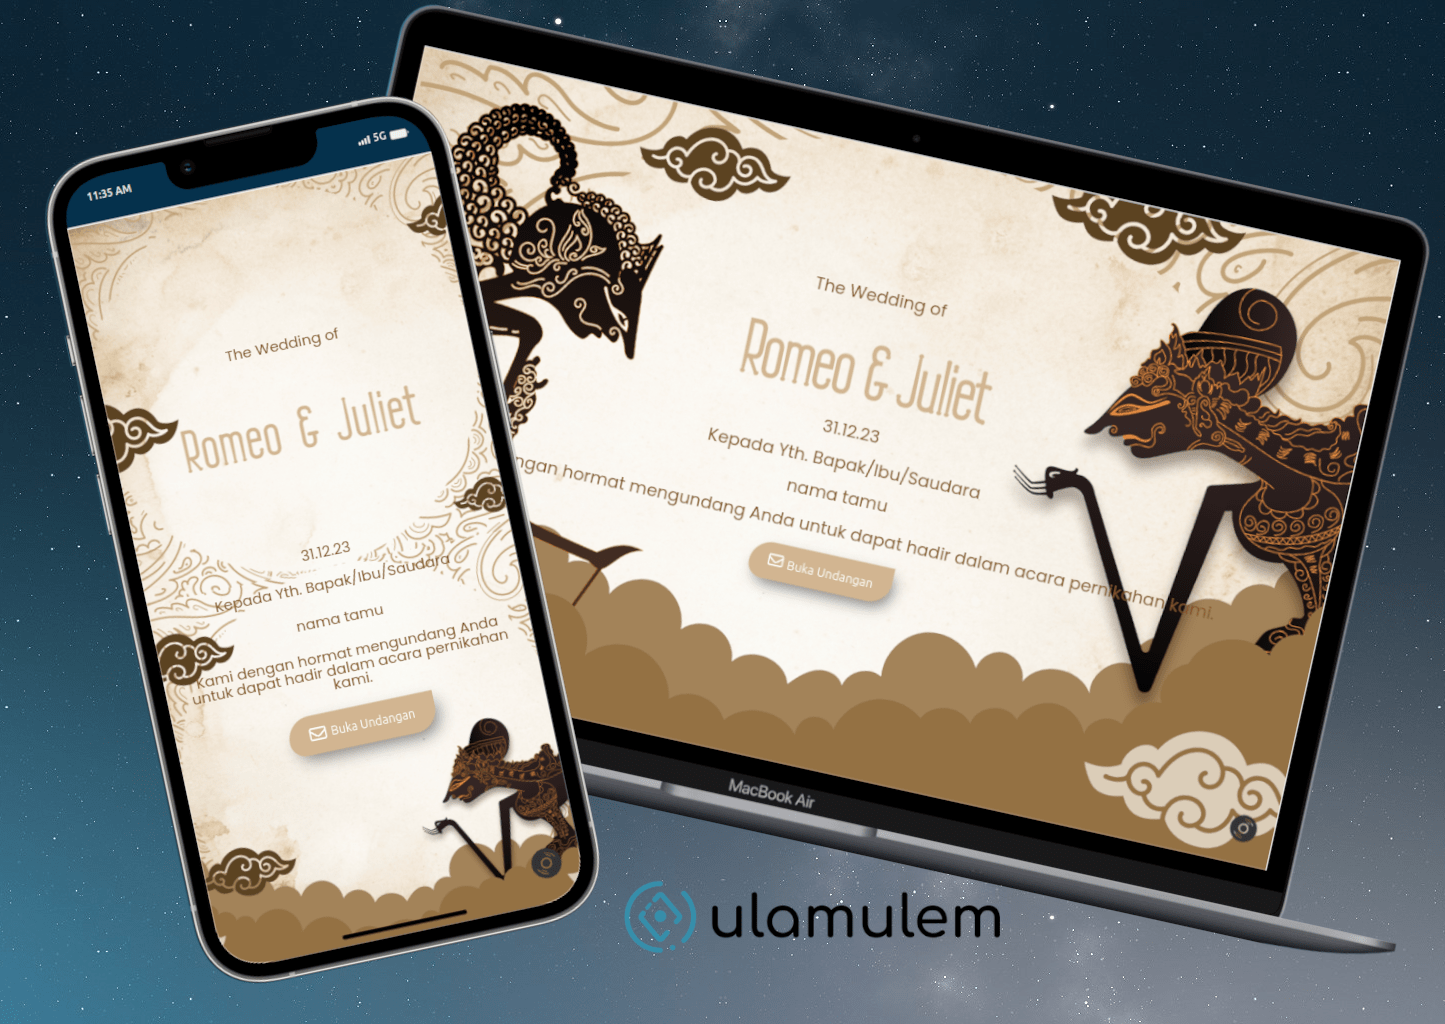 11:35 AM
5G
The Wedding of
Romeo & Juliet
31.12.23
Kepada Yth. Bapak/Ibu/Saudara
nama tamu
Kami dengan hormat mengundang Anda
untuk dapat hadir dalam acara pernikahan
kami.
Buka Undangan
The Wedding of
Romeo & Juliet
31.12.23
Kepada Yth. Bapak/Ibu/Saudara
nama tamu
ngan hormat mengundang Anda untuk dapat hadir dalam acara pernikahan kami.
Buka Undangan
MacBook Air
ulamulem